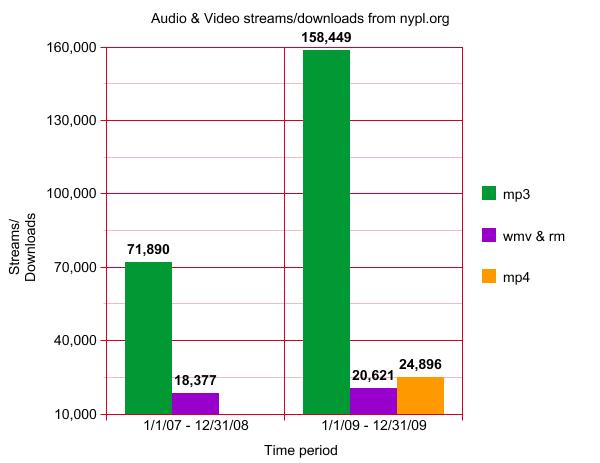 Audio & Video streams/downloads from nypl.org
158,449
160,000
130,000
100,000
70,000
40,000
10,000
Streams/
Downloads
71,890
18,377
20,621
24,896
mp3
wmv & rm
mp4
1/1/07 - 12/31/08
1/1/09 - 12/31/09
Time period